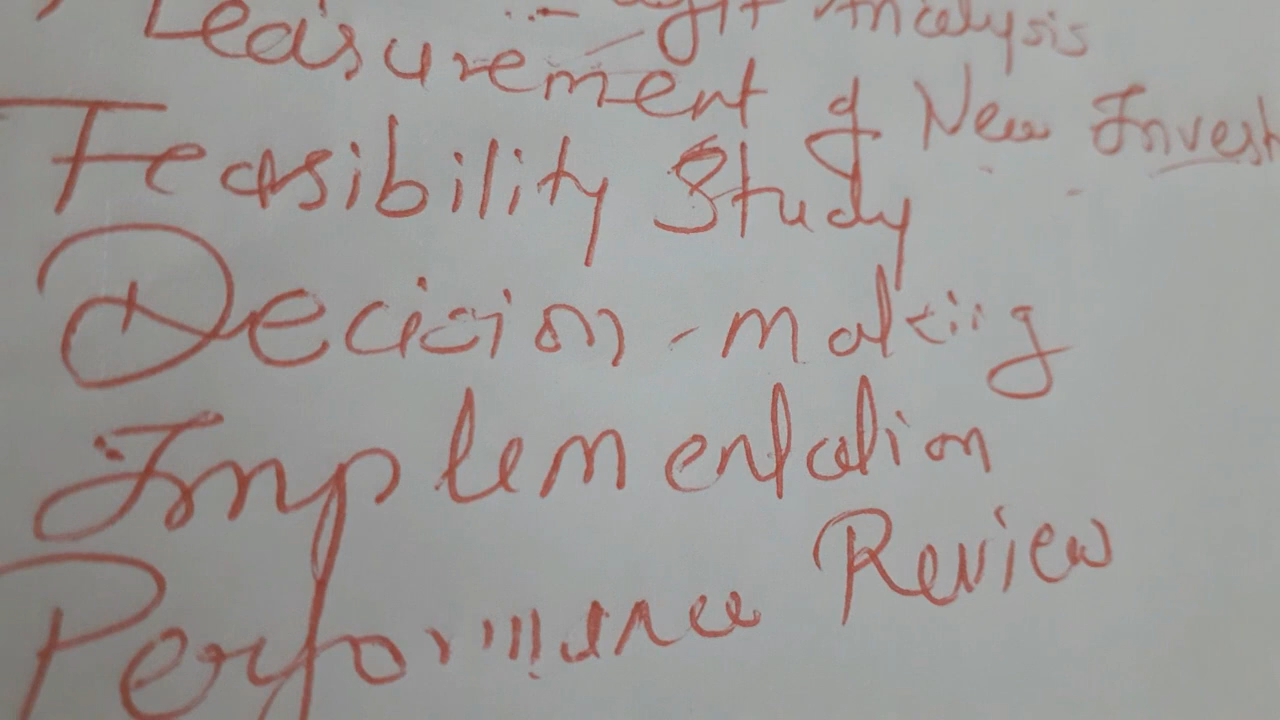 Analysis
Measurement of New Invest
Feasibility Study
Decision-making
Implementation
Performance Review